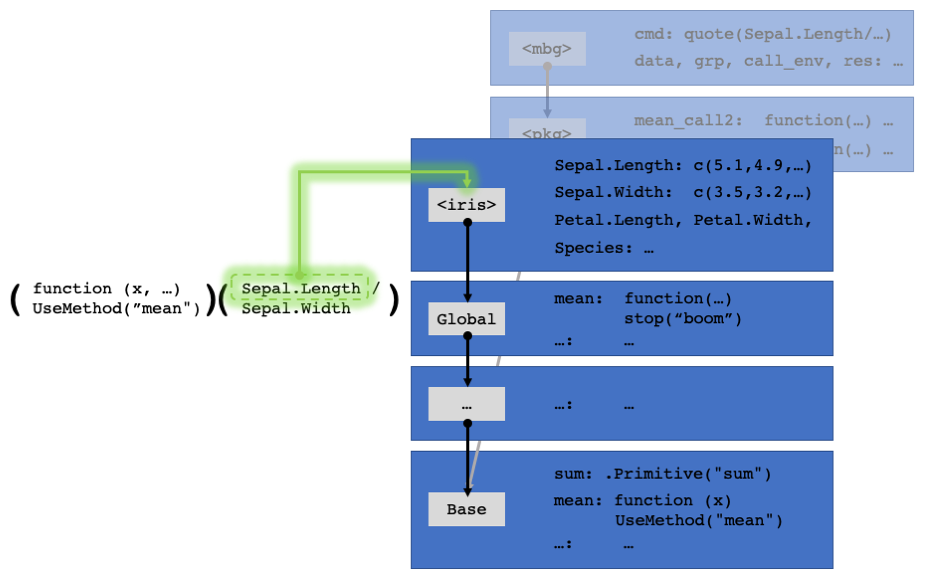 <mbg>
cmd: quote(Sepal.Length/…)
data, grp, call_env, res: …
<pkg>
mean_call2: function(…) …
n(…) …
<iris>
Sepal.Length: c(5.1,4.9,…)
Sepal.Width: c(3.5,3.2,…)
Petal.Length, Petal.Width,
Species: …
( function (x, …) )( Sepal.Length / )
UseMethod(”mean") Sepal.Width
Global
mean: function(…)
stop(“boom”)
…: …
…
…: …
Base
sum: .Primitive("sum")
mean: function (x)
UseMethod("mean")
…: …